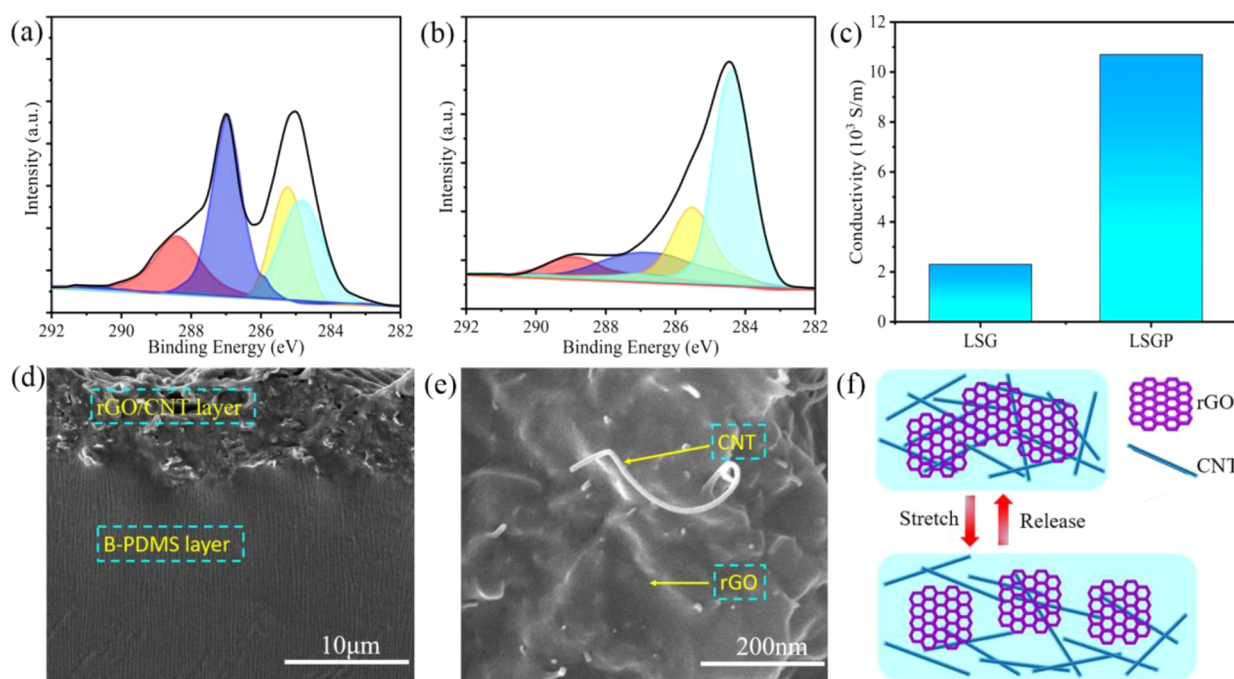 (a)
Intensity (a.u.)
292 290 288 286 284 282
Binding Energy (eV)
(b)
Intensity (a.u.)
292 290 288 286 284 282
Binding Energy (eV)
(c)
Conductivity (10³ S/m)
12
10
8
6
4
2
0
LSG LSGP
(d)
rGO/CNT layer
B-PDMS layer
10μm
(e)
CNT
rGO
200nm
(f)
rGO
CNT
Stretch Release